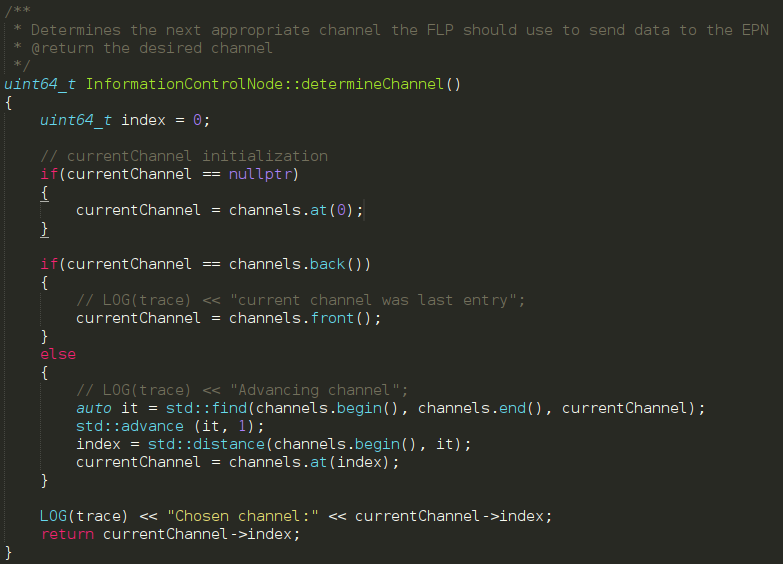 /**
 * Determines the next appropriate channel the FLP should use to send data to the EPN
 * @return the desired channel
 */
uint64_t InformationControlNode::determineChannel()
{
    uint64_t index = 0;

    // currentChannel initialization
    if(currentChannel == nullptr)
    {
        currentChannel = channels.at(0);
    }

    if(currentChannel == channels.back())
    {
        // LOG(trace) << "current channel was last entry";
        currentChannel = channels.front();
    }
    else
    {
        // LOG(trace) << "Advancing channel";
        auto it = std::find(channels.begin(), channels.end(), currentChannel);
        std::advance (it, 1);
        index = std::distance(channels.begin(), it);
        currentChannel = channels.at(index);
    }

    LOG(trace) << "Chosen channel:" << currentChannel->index;
    return currentChannel->index;
}